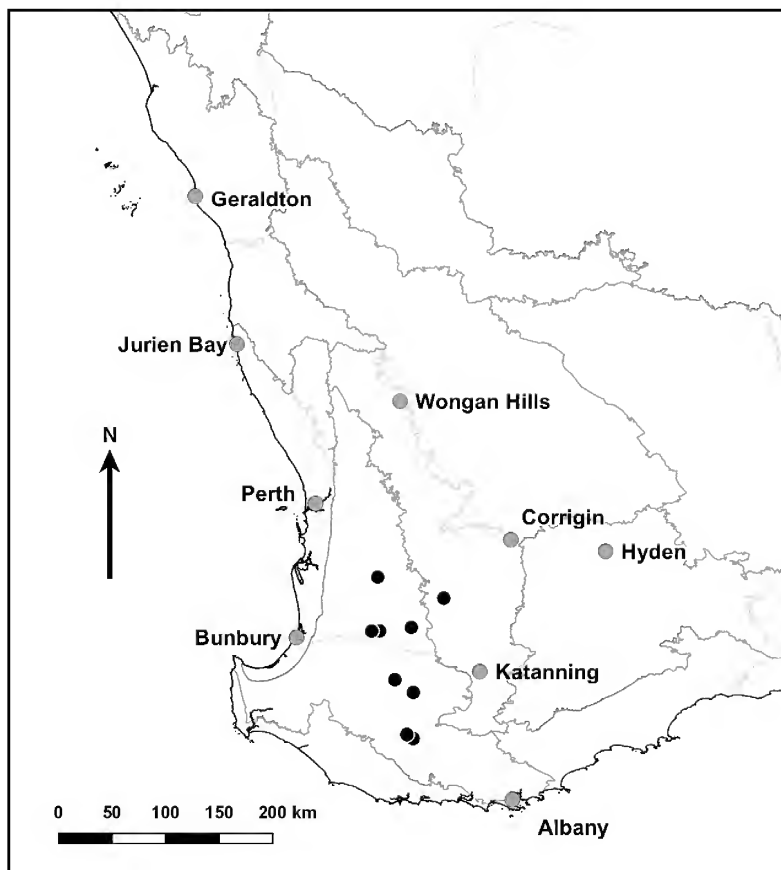 Geraldton
Jurien Bay
Wongan Hills
N
Perth
Corrigin
Hyden
Bunbury
Katanning
0 50 100 150 200 km
Albany